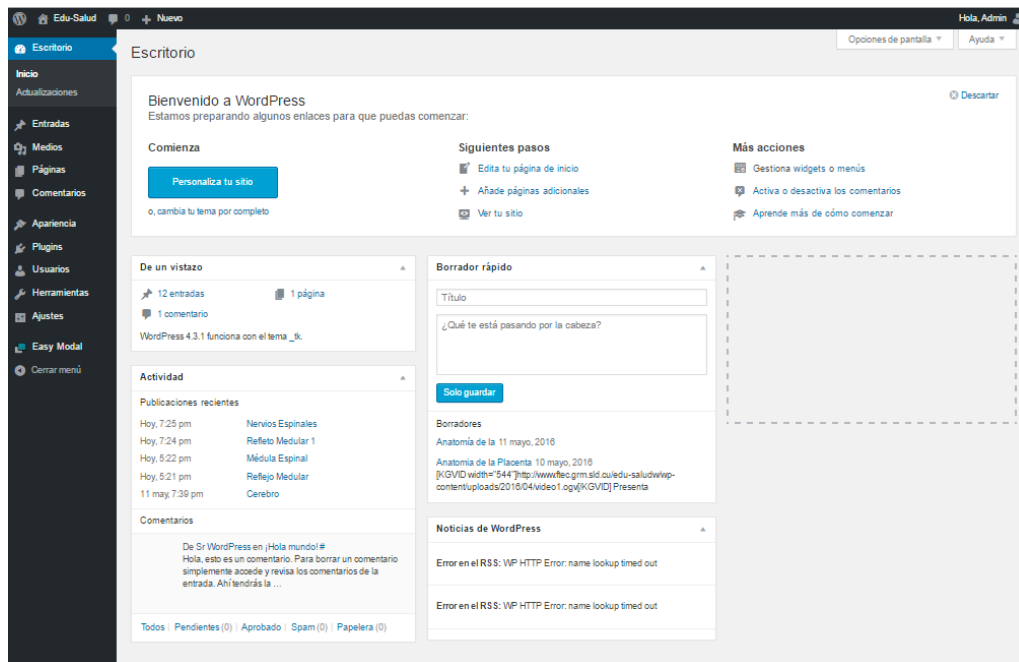 Edu-Salud 0 Nuevo Hola, Admin
Opciones de pantalla Ayuda
Escritorio
Inicio
Actualizaciones
Entradas
Medios
Páginas
Comentarios
Apariencia
Plugins
Usuarios
Herramientas
Ajustes
Easy Modal
Cerrar menú
Escritorio
Bienvenido a WordPress
Estamos preparando algunos enlaces para que puedas comenzar:
Descartar
Comienza
Personaliza tu sitio
o, cambia tu tema por completo
Siguientes pasos
Edita tu página de inicio
Añade páginas adicionales
Ver tu sitio
Más acciones
Gestiona widgets o menús
Activa o desactiva los comentarios
Aprende más de cómo comenzar
De un vistazo
12 entradas 1 página
1 comentario
WordPress 4.3.1 funciona con el tema _tk.
Actividad
Publicaciones recientes
Hoy, 7:25 pm Nervios Espinales
Hoy, 7:24 pm Refleto Medular 1
Hoy, 5:22 pm Médula Espinal
Hoy, 5:21 pm Reflejo Medular
11 may, 7:39 pm Cerebro
Comentarios
De Sr WordPress en ¡Hola mundo! #
Hola, esto es un comentario. Para borrar un comentario
simplemente accede y revisa los comentarios de la
entrada. Ahí tendrás la …
Todos | Pendientes (0) | Aprobado | Spam (0) | Papelera (0)
Borrador rápido
Título
¿Qué te está pasando por la cabeza?
Solo guardar
Borradores
Anatomía de la 11 mayo, 2016
Anatomia de la Placenta 10 mayo, 2016
[KGVID width="544"]http://www.ftec.grm.sld.cu/edu-saludw/wp-
content/uploads/2016/04/video1.ogv[/KGVID] Presenta
Noticias de WordPress
Error en el RSS: WP HTTP Error: name lookup timed out
Error en el RSS: WP HTTP Error: name lookup timed out